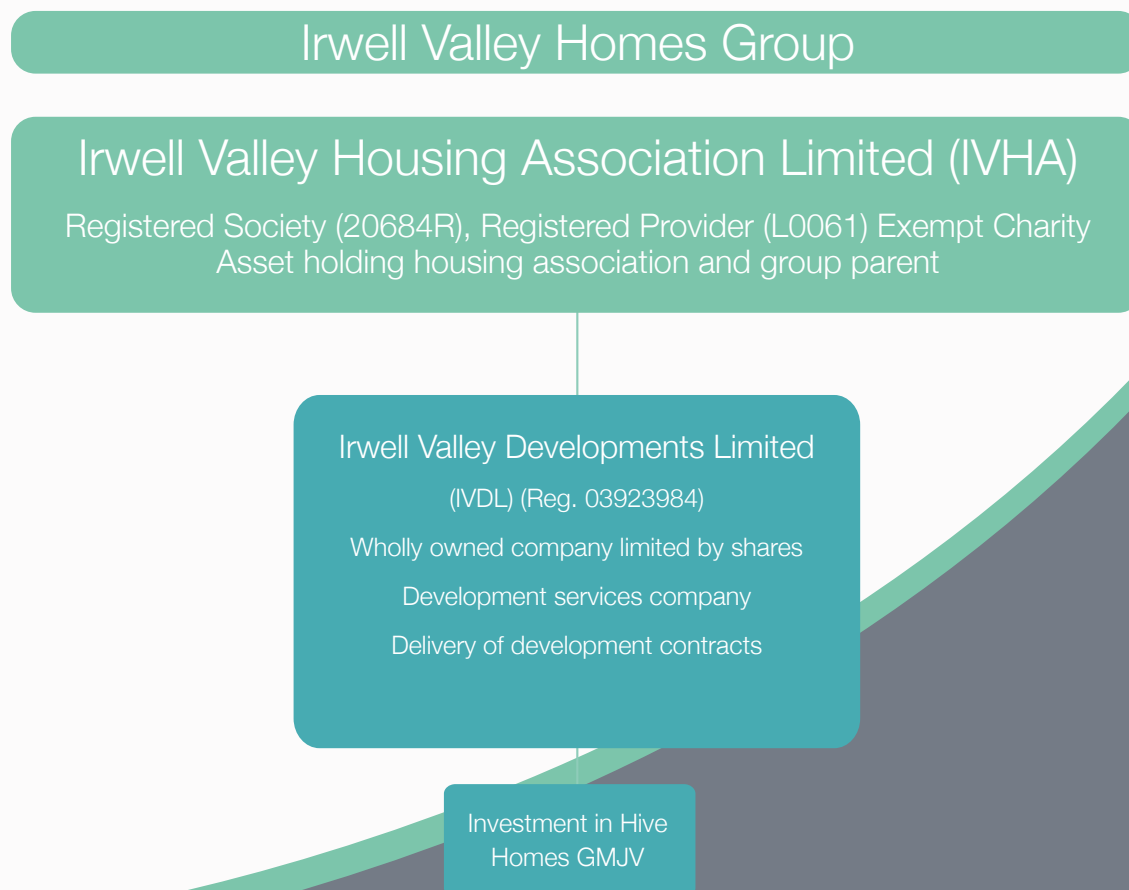 Irwell Valley Homes Group
Irwell Valley Housing Association Limited (IVHA)
Registered Society (20684R), Registered Provider (L0061) Exempt Charity
Asset holding housing association and group parent
Irwell Valley Developments Limited
(IVDL) (Reg. 03923984)
Wholly owned company limited by shares
Development services company
Delivery of development contracts
Investment in Hive
Homes GMJV